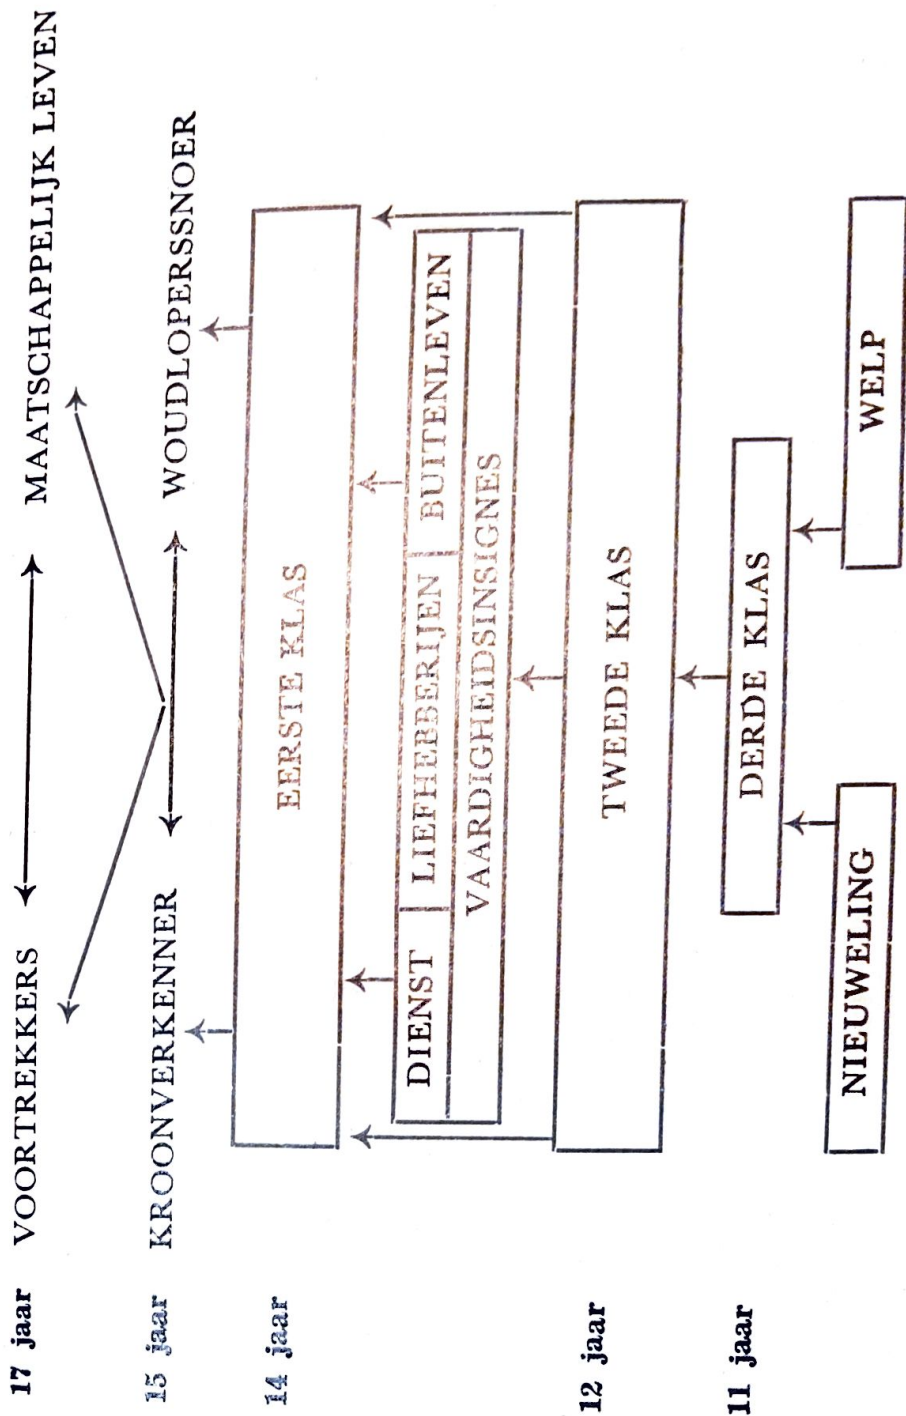 17 jaar VOORTREKKERS MAATSCHAPPELIJK LEVEN
15 jaar KROONVERKENNER WOUDLOPERSSNOER
14 jaar EERSTE KLAS
DIENST LIEFHEBBERIJEN BUITENLEVEN
VAARDIGHEIDSINSIGNES
12 jaar TWEEDE KLAS
11 jaar DERDE KLAS
NIEUWELING WELP